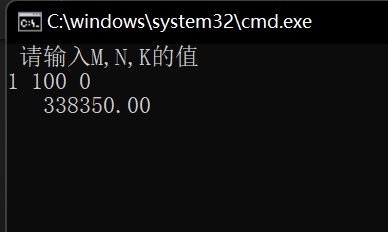 C:\windows\system32\cmd.exe
请输入M,N,K的值
1 100 0
338350.00